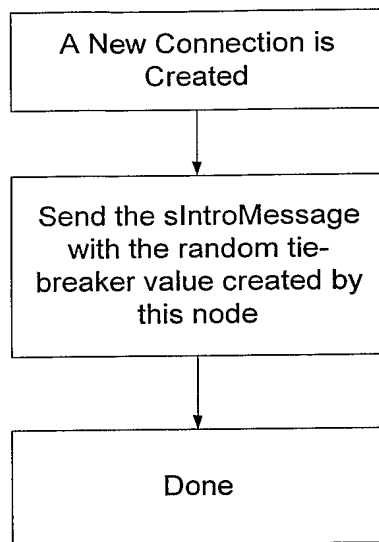 A New Connection is
Created
Send the sIntroMessage
with the random tie-
breaker value created by
this node
Done